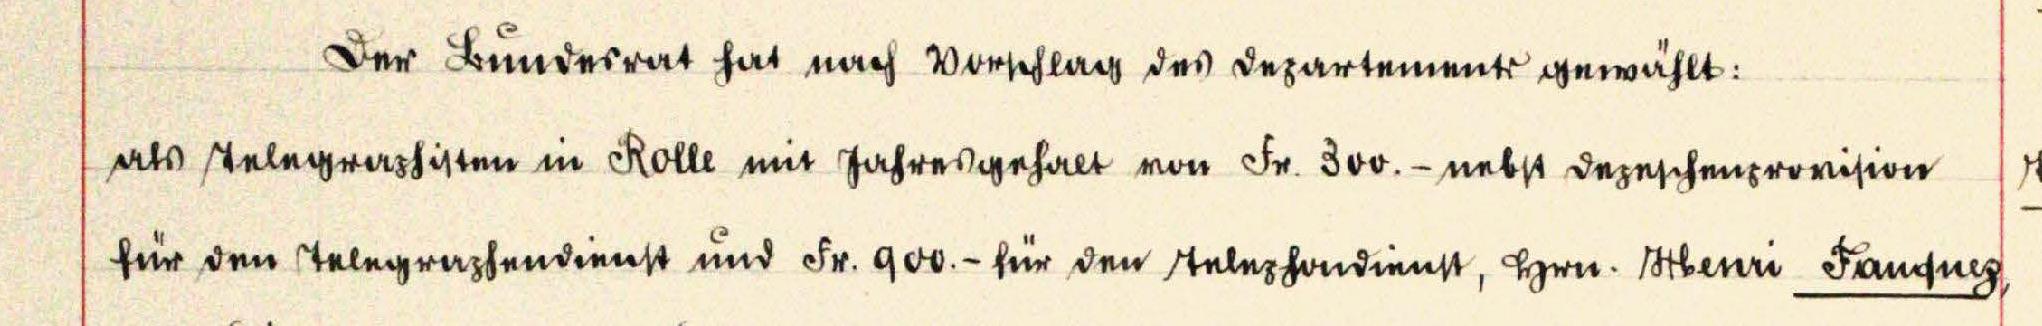 Der Bundesrat hat nach Vorschlag des Departements gewählt:
als Telegraphisten in Rolle mit Jahresgehalt von Fr. 300.- nebst Depeschenprovision
für den Telegraphendienst und Fr. 900.- für den Telephondienst, Hrn. Henri Fauquez,